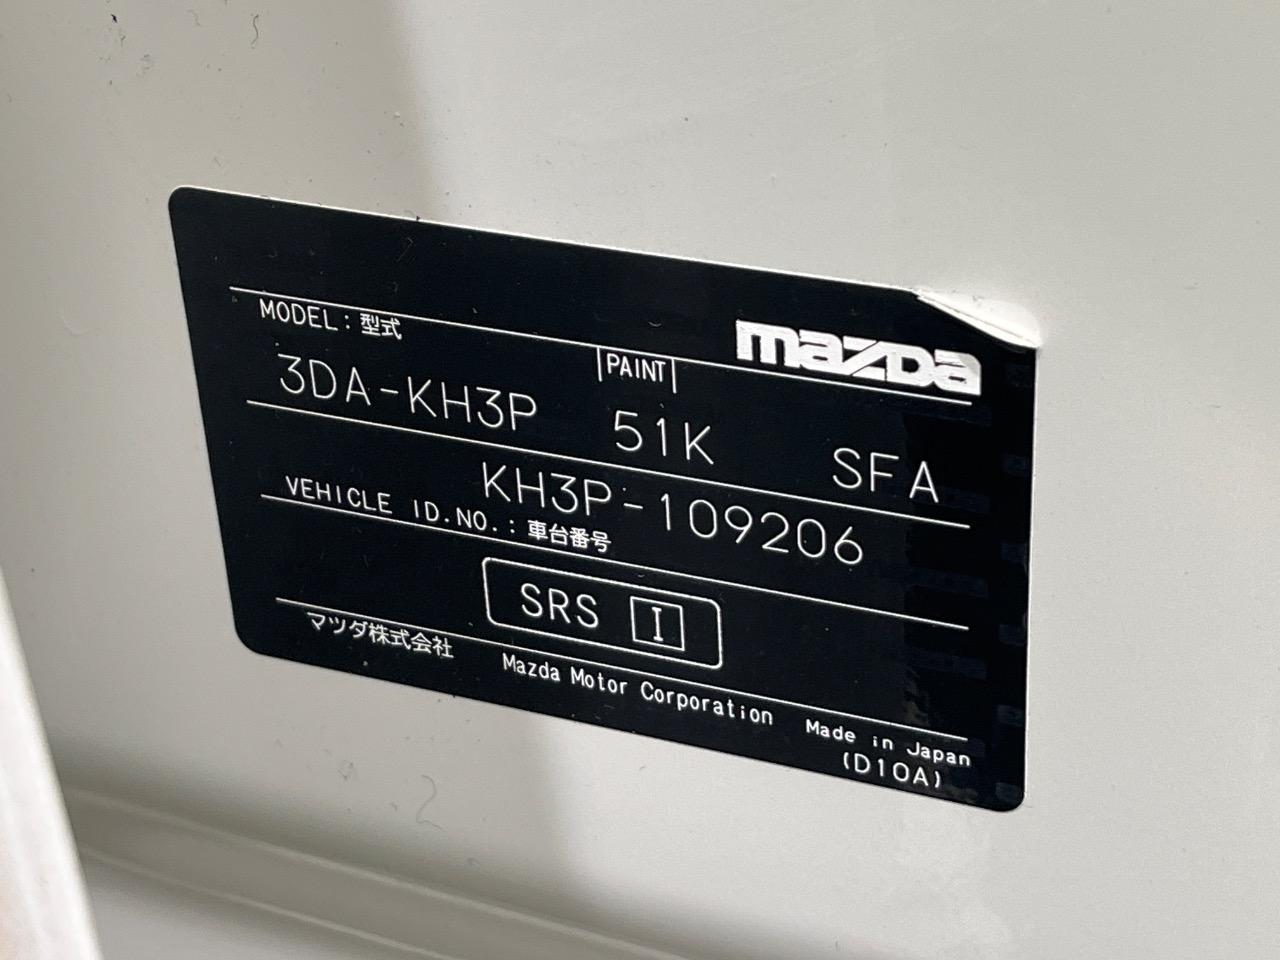 mazda
MODEL:型式
PAINT
3DA-KH3P 51K SFA
KH3P-109206
VEHICLE ID.NO.:車台番号
SRS I
マツダ株式会社 Mazda Motor Corporation Made in Japan
(D10A)